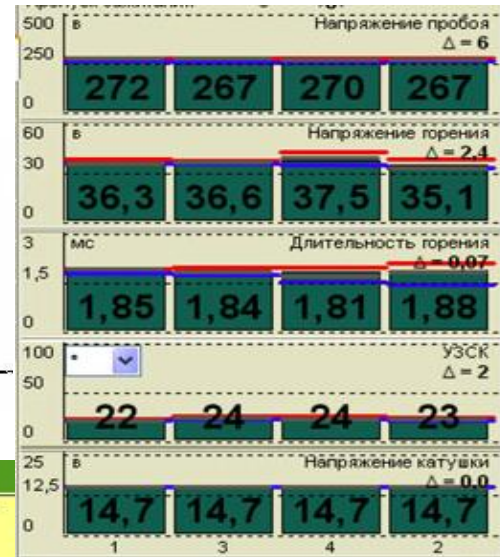 500 в Напряжение пробоя
Δ = 6
250
272 267 270 267
0
60 в Напряжение горения
Δ = 2,4
30
36,3 36,6 37,5 35,1
0
3 мс Длительность горения
Δ = 0,07
1,5
1,85 1,84 1,81 1,88
0
100 * УЗСК
Δ = 2
50
22 24 24 23
0
25 в Напряжение катушки
Δ = 0,0
12,5
14,7 14,7 14,7 14,7
0
1 3 4 2